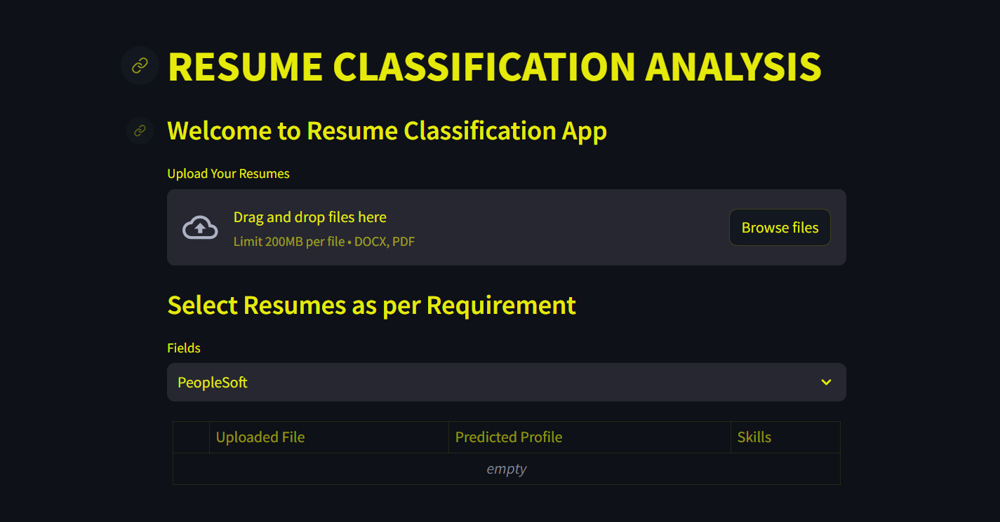 RESUME CLASSIFICATION ANALYSIS
Welcome to Resume Classification App
Upload Your Resumes
Drag and drop files here
Limit 200MB per file • DOCX, PDF
Browse files
Select Resumes as per Requirement
Fields
PeopleSoft
Uploaded File Predicted Profile Skills
empty